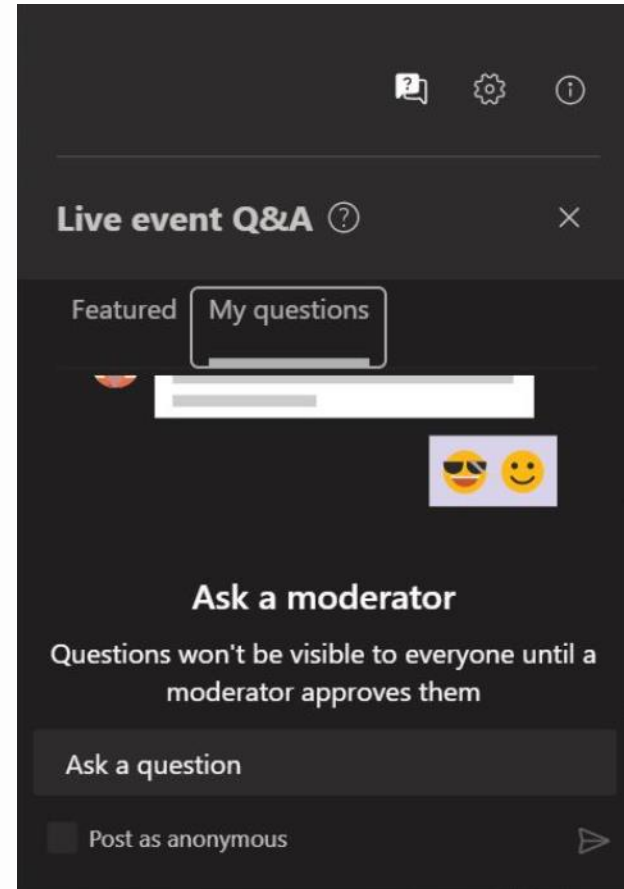 Live event Q&A
Featured
My questions
Ask a moderator
Questions won't be visible to everyone until a
moderator approves them
Ask a question
Post as anonymous